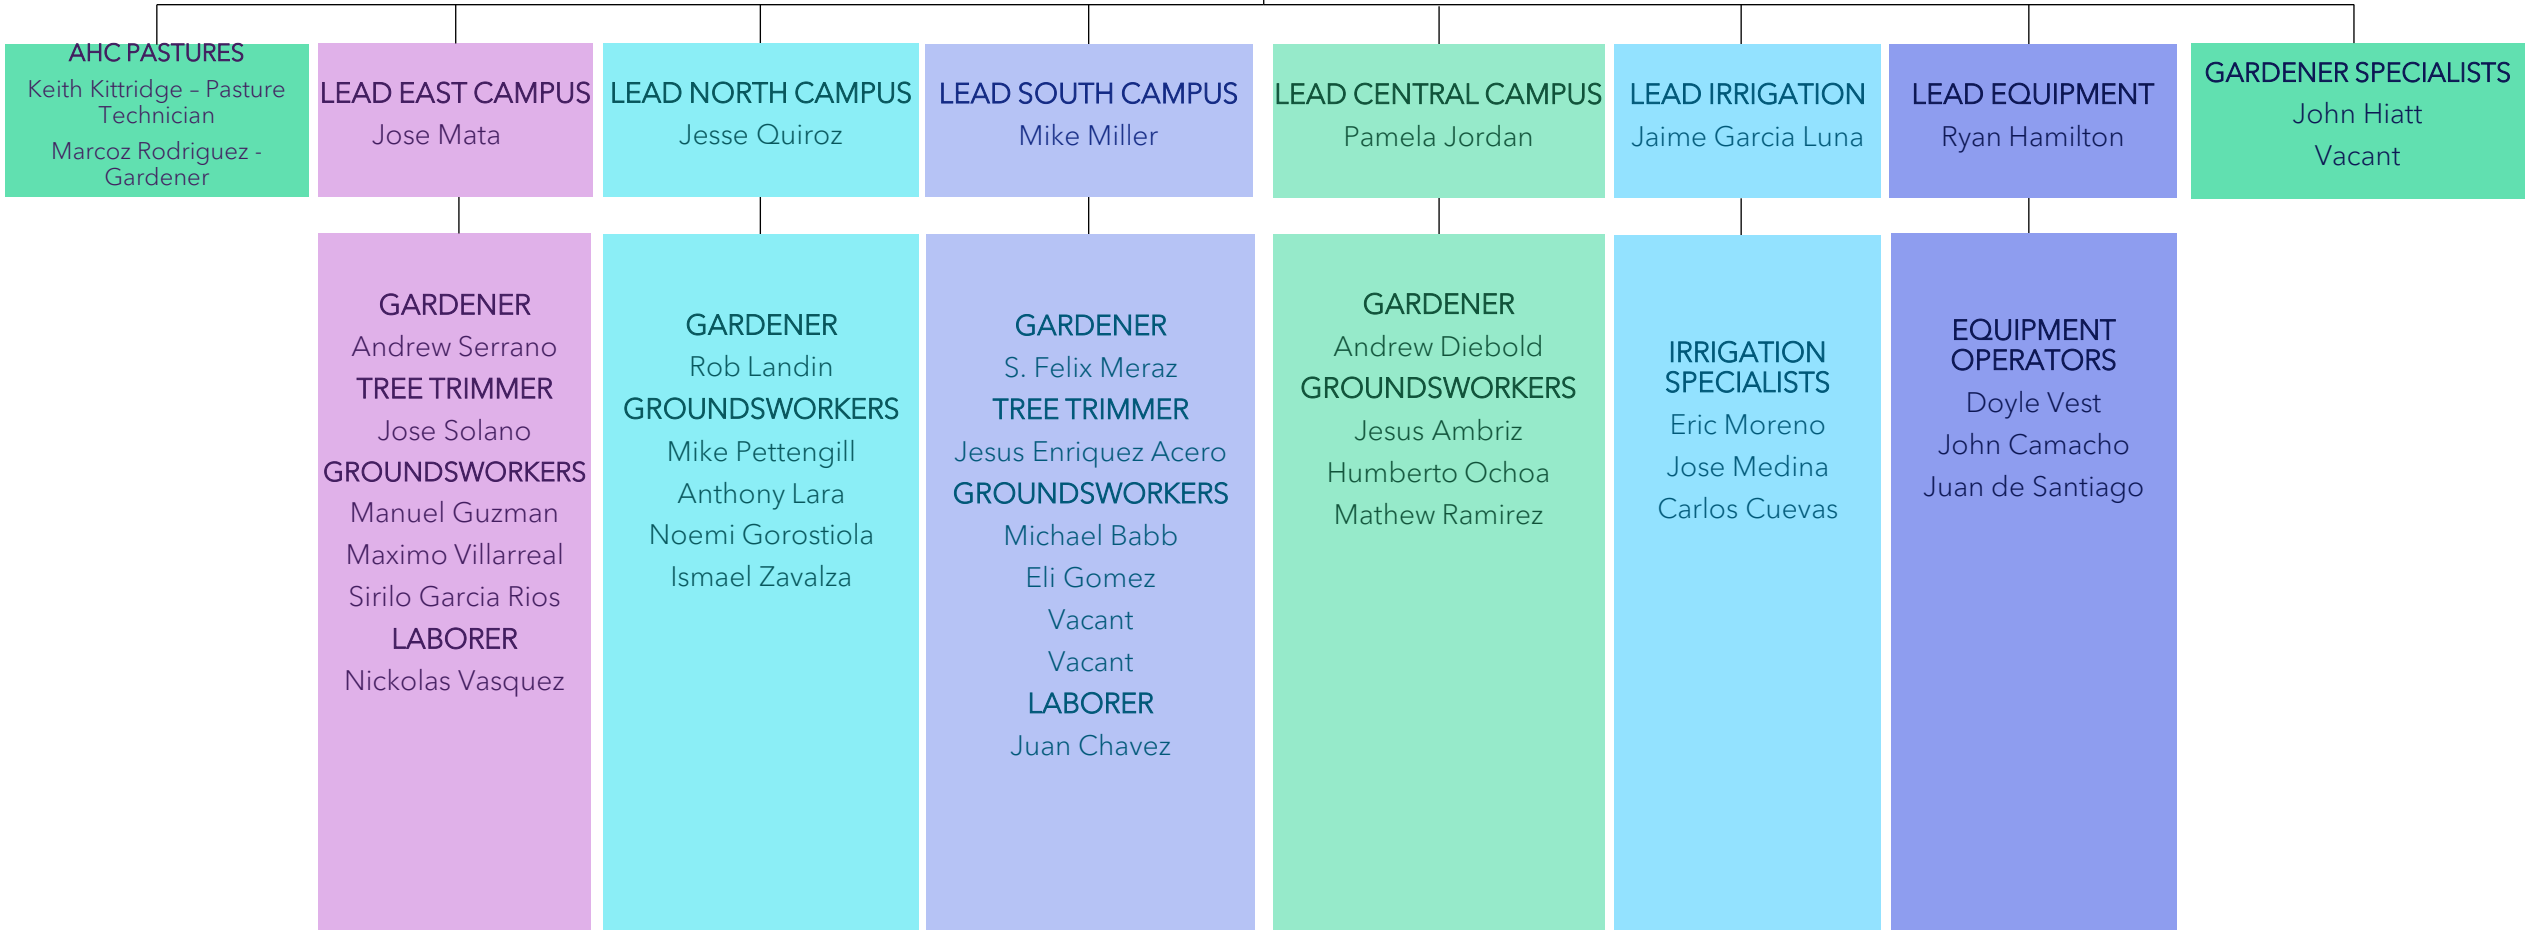 AHC PASTURES
Keith Kittridge – Pasture
Technician
Marcoz Rodriguez -
Gardener
LEAD EAST CAMPUS
Jose Mata
LEAD NORTH CAMPUS
Jesse Quiroz
LEAD SOUTH CAMPUS
Mike Miller
LEAD CENTRAL CAMPUS
Pamela Jordan
LEAD IRRIGATION
Jaime Garcia Luna
LEAD EQUIPMENT
Ryan Hamilton
GARDENER SPECIALISTS
John Hiatt
Vacant
GARDENER
Andrew Serrano
TREE TRIMMER
Jose Solano
GROUNDSWORKERS
Manuel Guzman
Maximo Villarreal
Sirilo Garcia Rios
LABORER
Nickolas Vasquez
GARDENER
Rob Landin
GROUNDSWORKERS
Mike Pettengill
Anthony Lara
Noemi Gorostiola
Ismael Zavalza
GARDENER
S. Felix Meraz
TREE TRIMMER
Jesus Enriquez Acero
GROUNDSWORKERS
Michael Babb
Eli Gomez
Vacant
Vacant
LABORER
Juan Chavez
GARDENER
Andrew Diebold
GROUNDSWORKERS
Jesus Ambriz
Humberto Ochoa
Mathew Ramirez
IRRIGATION
SPECIALISTS
Eric Moreno
Jose Medina
Carlos Cuevas
EQUIPMENT
OPERATORS
Doyle Vest
John Camacho
Juan de Santiago